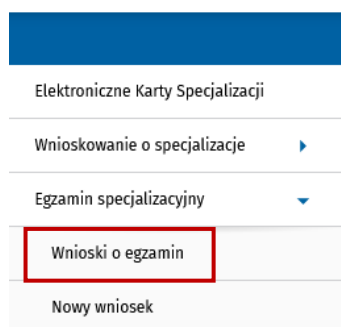 Elektroniczne Karty Specjalizacji
Wnioskowanie o specjalizacje
Egzamin specjalizacyjny
Wnioski o egzamin
Nowy wniosek